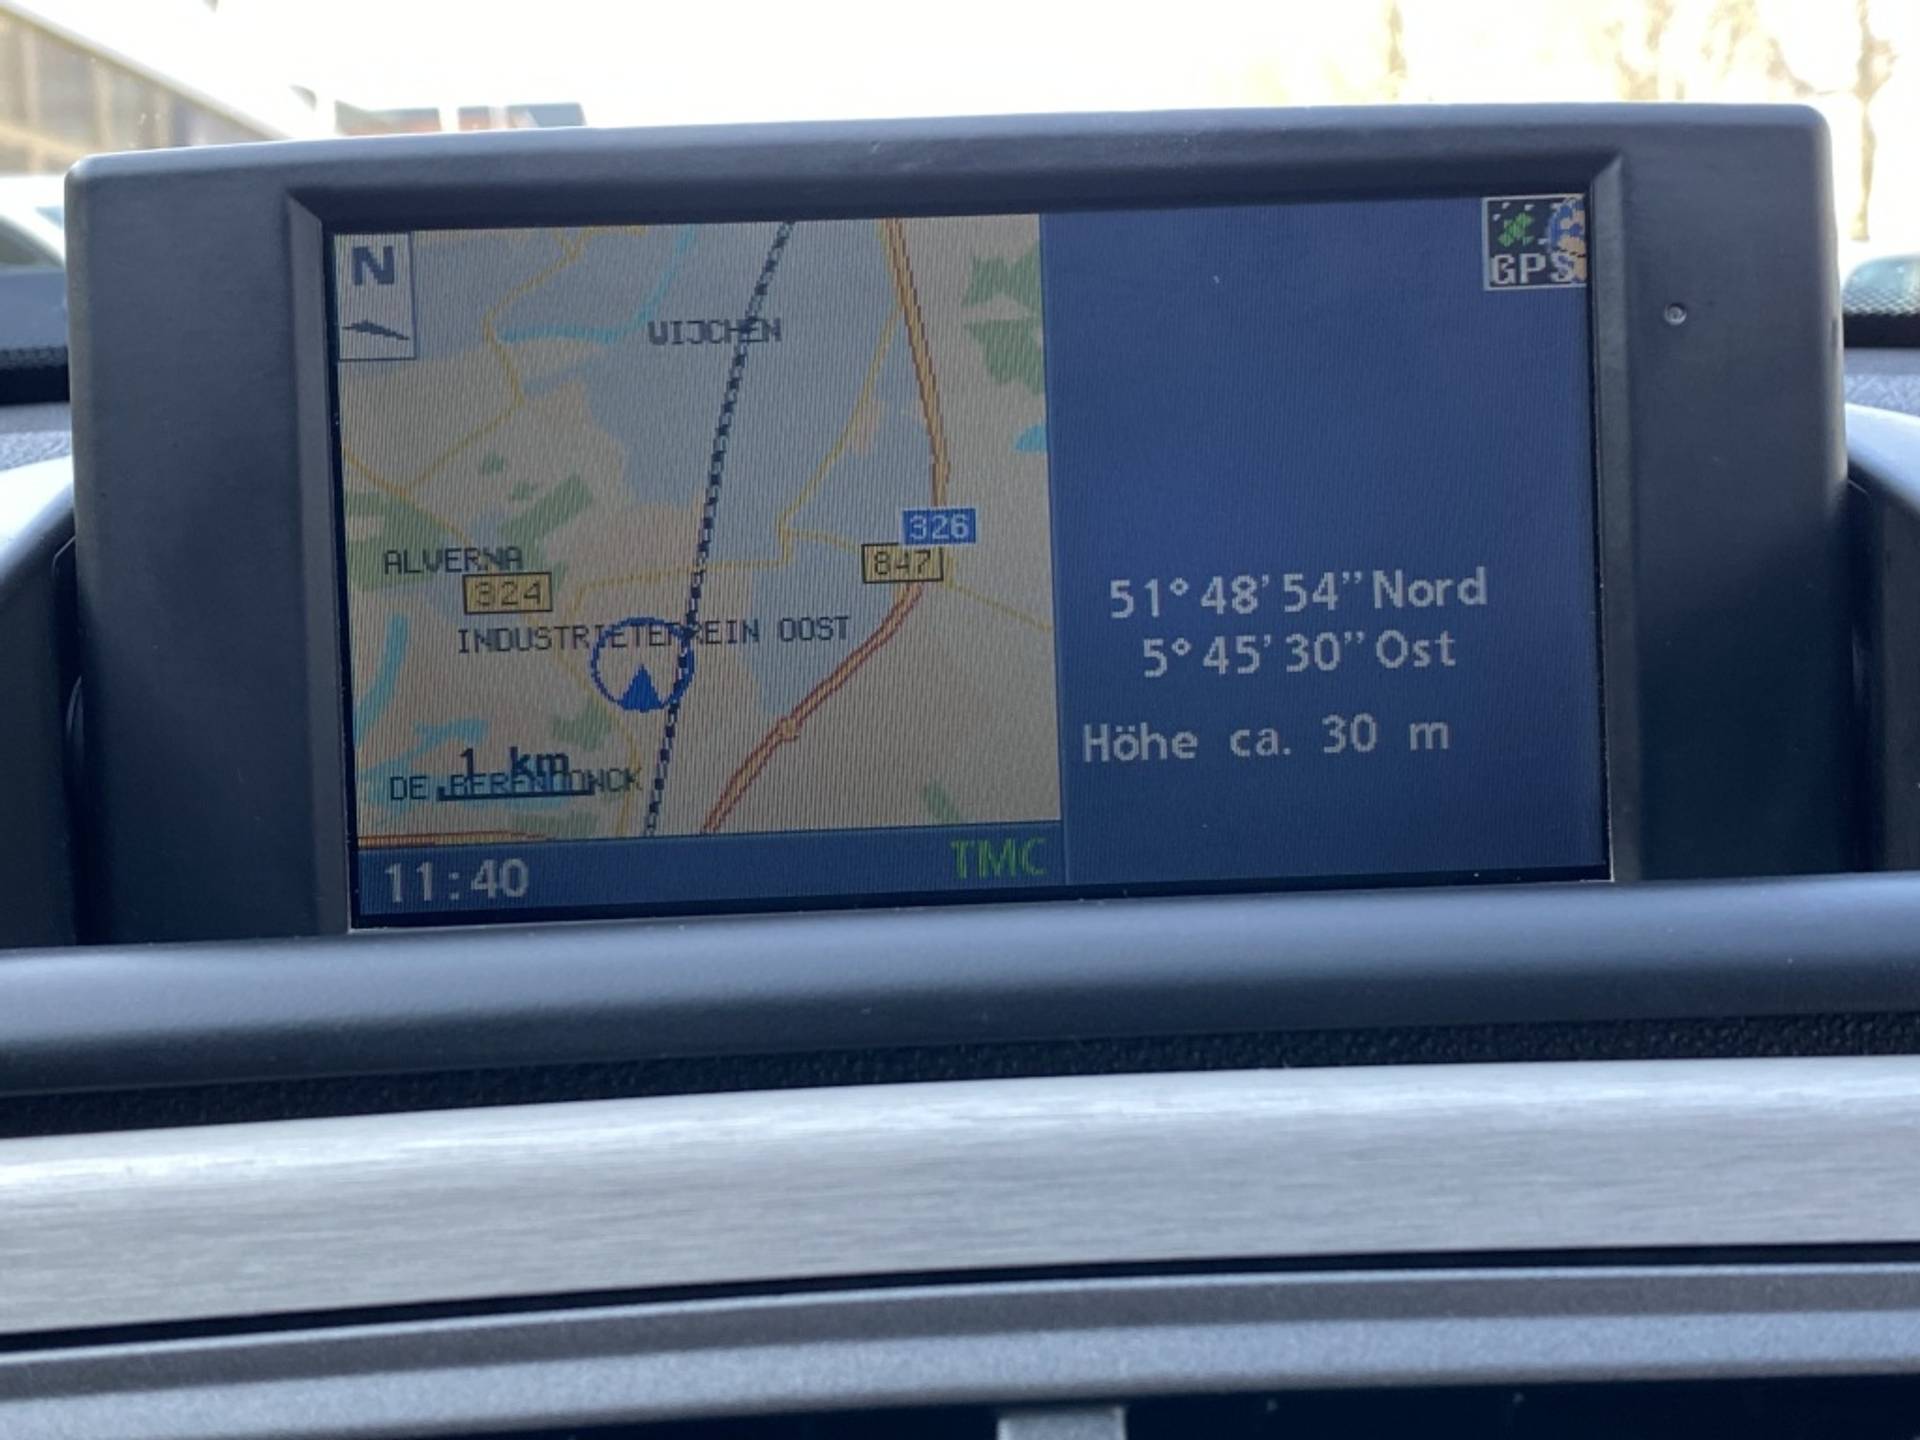 N
GPS
WIJCHEN
326
847
ALVERNA
324
INDUSTRIETERREIN OOST
51°48'54”Nord
5°45'30”Ost
Höhe ca. 30 m
1 km
DE
11:40
TMC